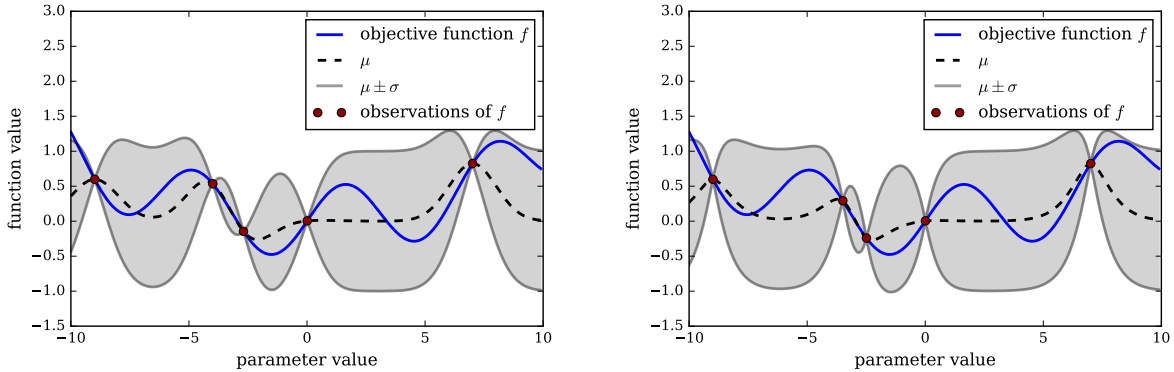 3.0
2.5
2.0
1.5
1.0
0.5
0.0
−0.5
−1.0
−1.5
function value
objective function f
μ
μ ± σ
observations of f
−10 −5 0 5 10
parameter value
3.0
2.5
2.0
1.5
1.0
0.5
0.0
−0.5
−1.0
−1.5
function value
objective function f
μ
μ ± σ
observations of f
−10 −5 0 5 10
parameter value